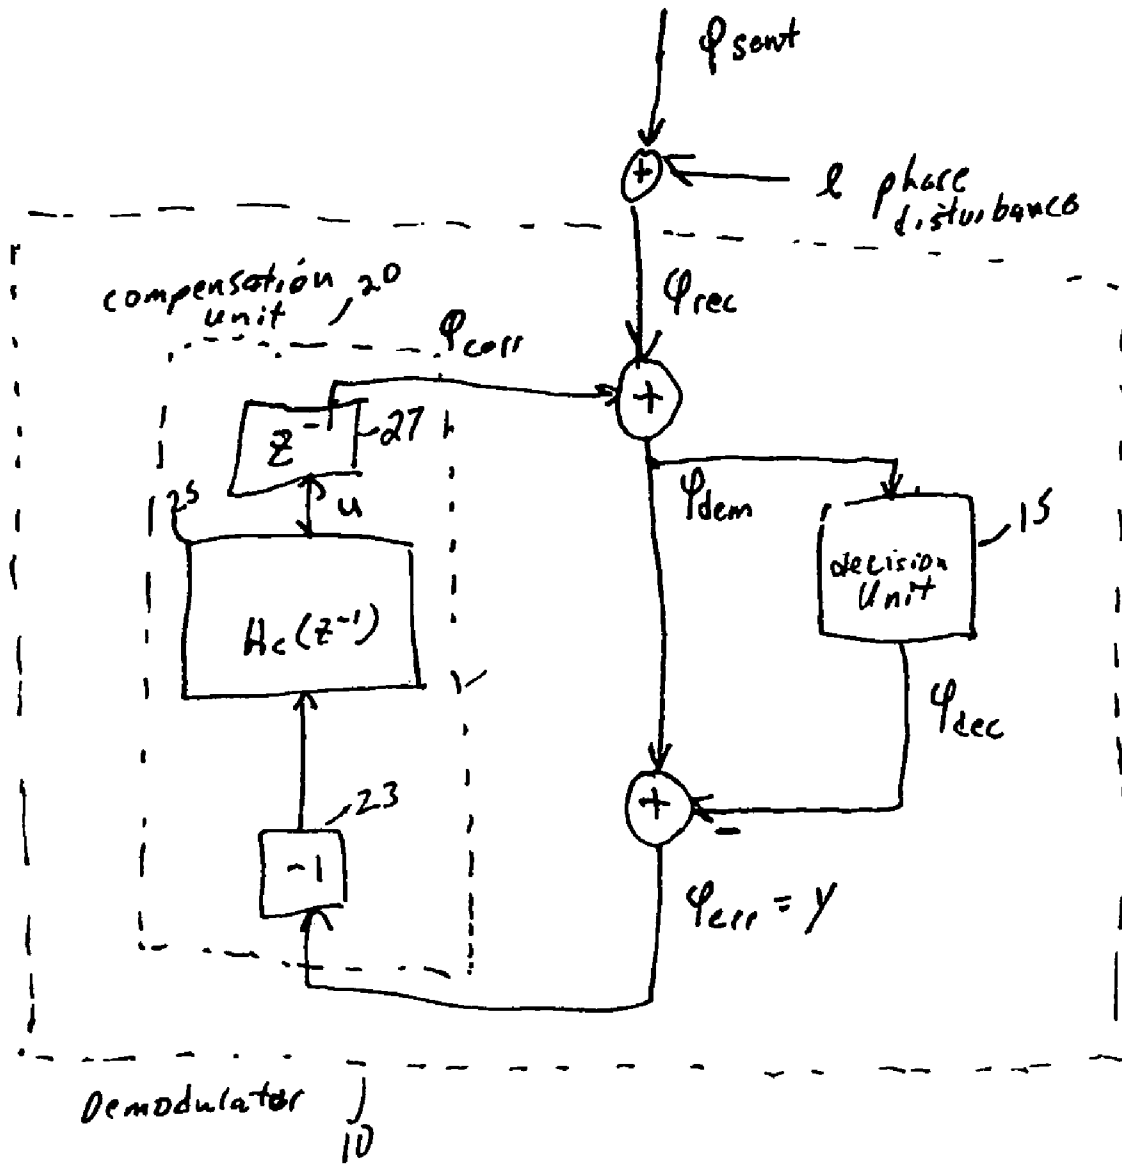 φsent
+
e phase
disturbance
φrec
compensation
unit
20
φcorr
+
Z⁻¹
27
u
25
Hc(z⁻¹)
φdem
15
decision
Unit
φdec
23
-1
+
-
φerr = y
Demodulator
10